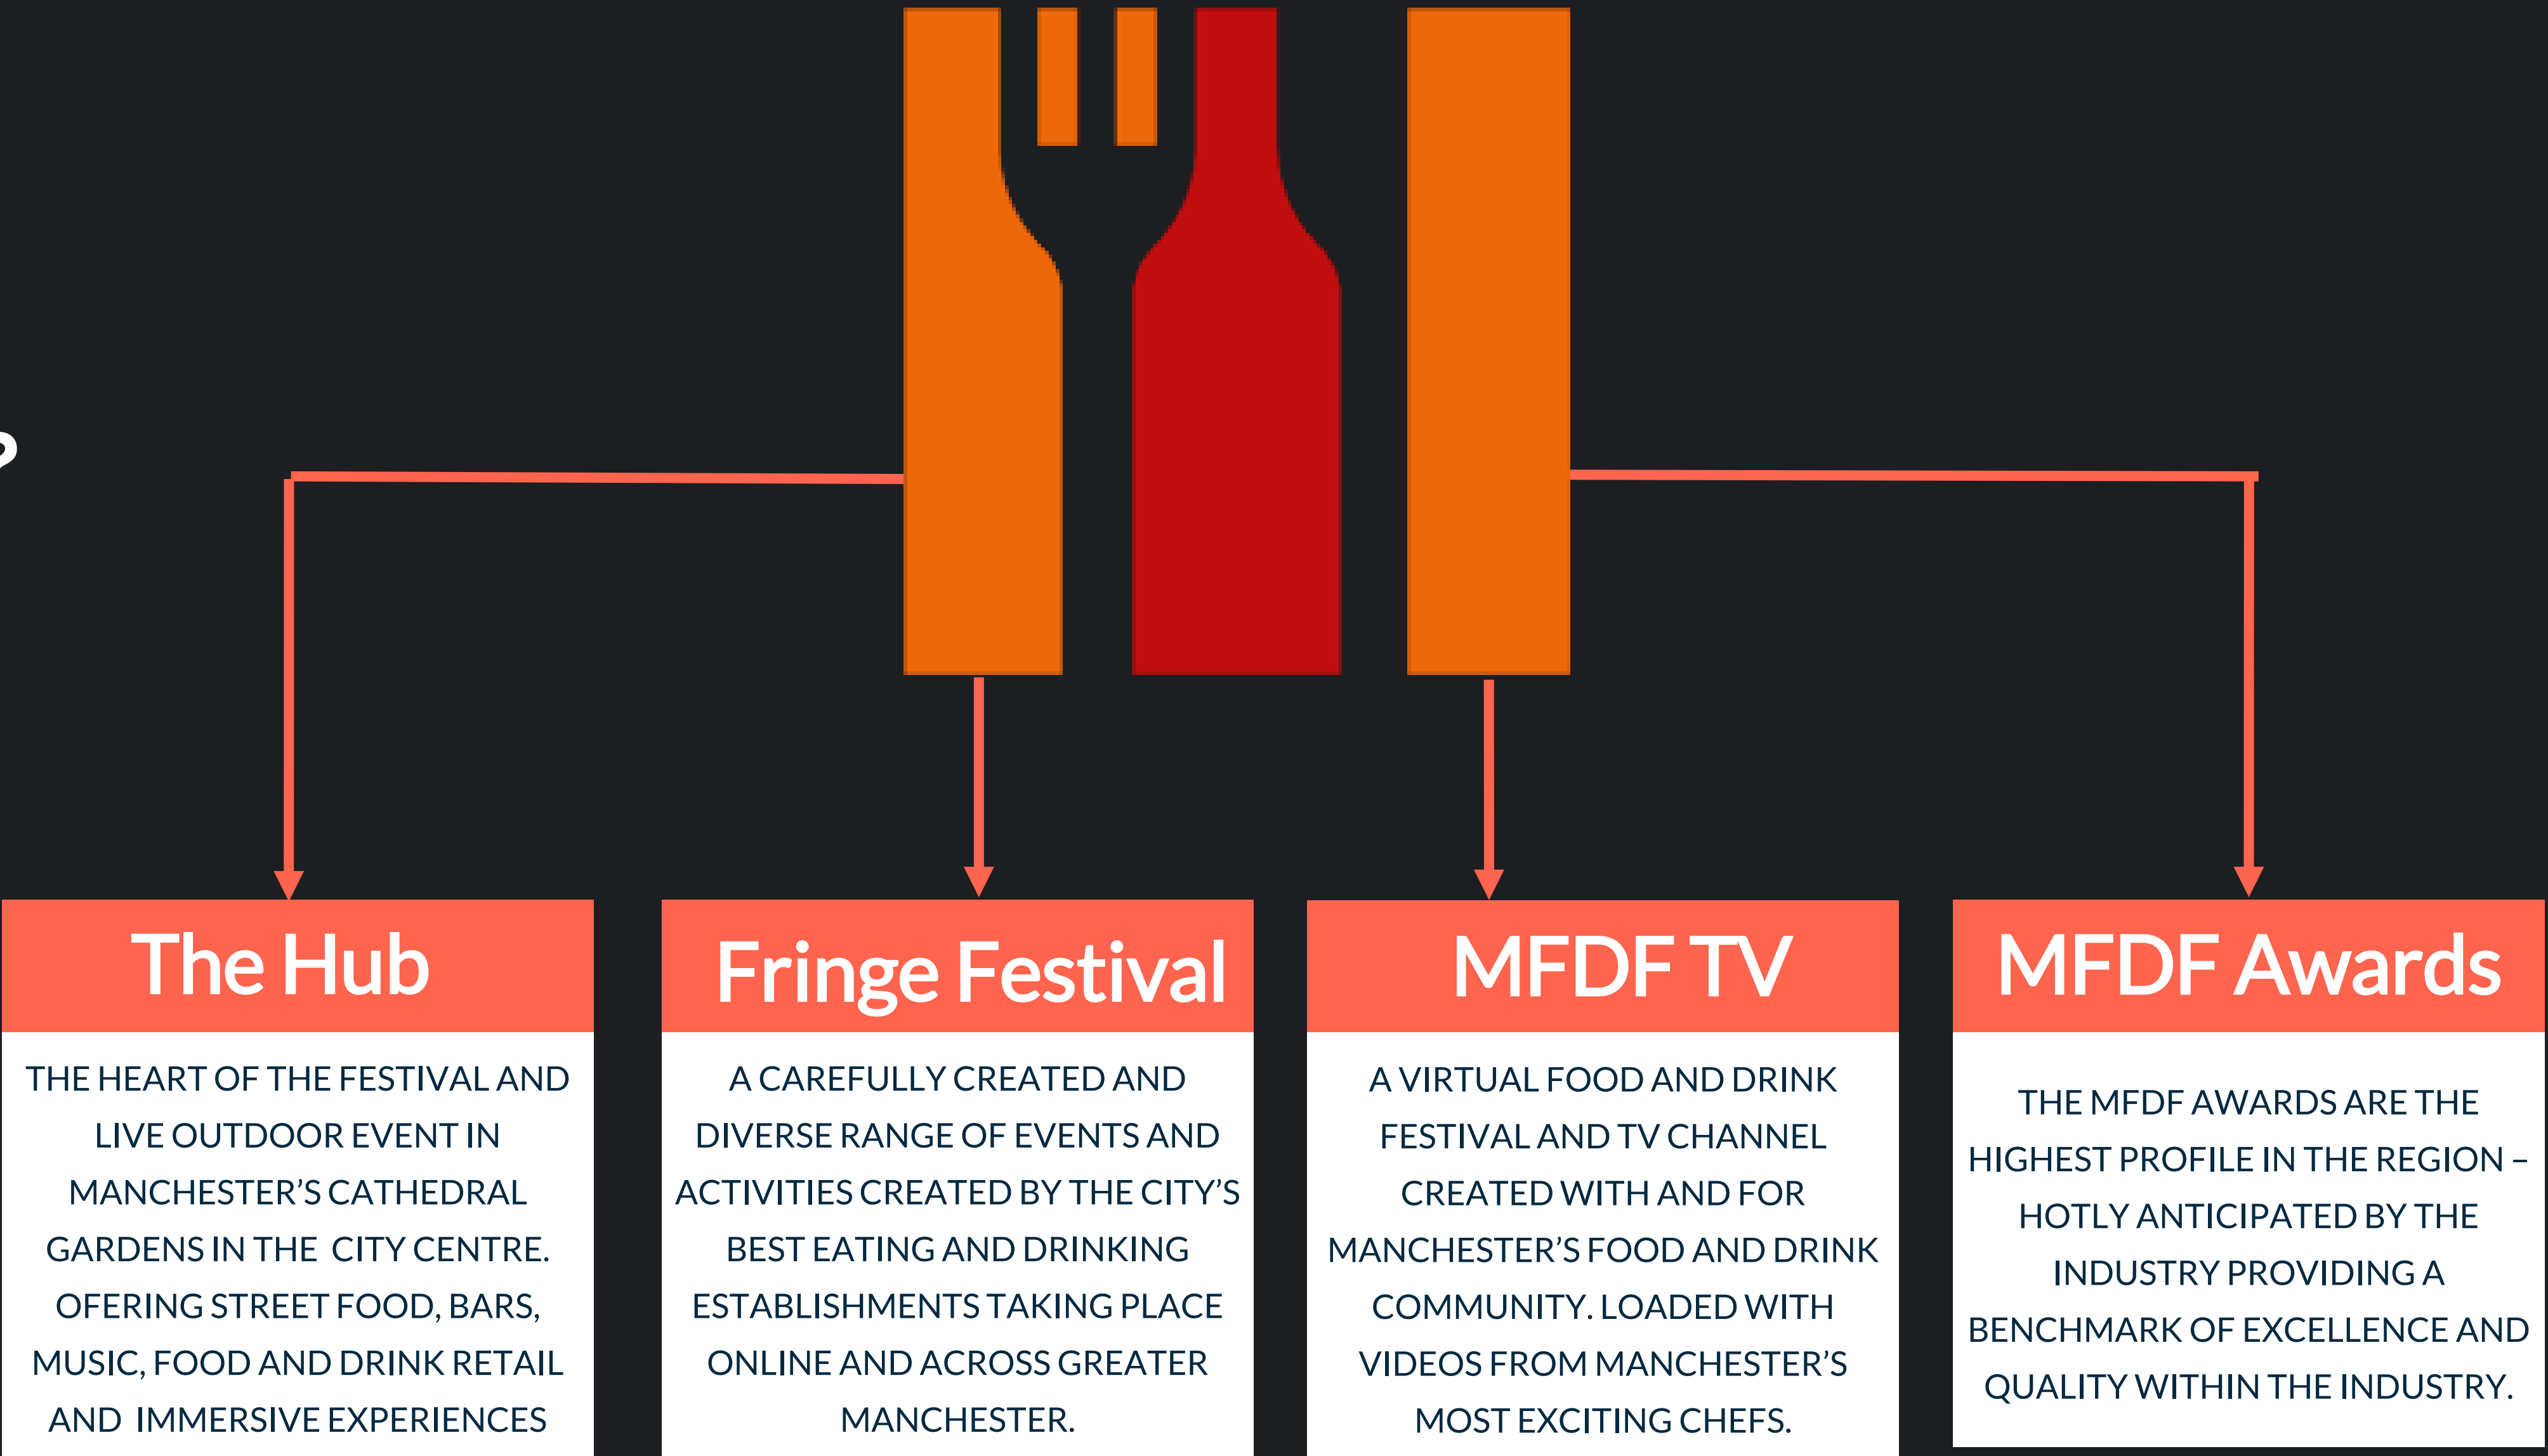 ?
The Hub
THE HEART OF THE FESTIVAL AND
LIVE OUTDOOR EVENT IN
MANCHESTER'S CATHEDRAL
GARDENS IN THE CITY CENTRE.
OFERING STREET FOOD, BARS,
MUSIC, FOOD AND DRINK RETAIL
AND IMMERSIVE EXPERIENCES
Fringe Festival
A CAREFULLY CREATED AND
DIVERSE RANGE OF EVENTS AND
ACTIVITIES CREATED BY THE CITY'S
BEST EATING AND DRINKING
ESTABLISHMENTS TAKING PLACE
ONLINE AND ACROSS GREATER
MANCHESTER.
MFDF TV
A VIRTUAL FOOD AND DRINK
FESTIVAL AND TV CHANNEL
CREATED WITH AND FOR
MANCHESTER'S FOOD AND DRINK
COMMUNITY. LOADED WITH
VIDEOS FROM MANCHESTER'S
MOST EXCITING CHEFS.
MFDF Awards
THE MFDF AWARDS ARE THE
HIGHEST PROFILE IN THE REGION –
HOTLY ANTICIPATED BY THE
INDUSTRY PROVIDING A
BENCHMARK OF EXCELLENCE AND
QUALITY WITHIN THE INDUSTRY.